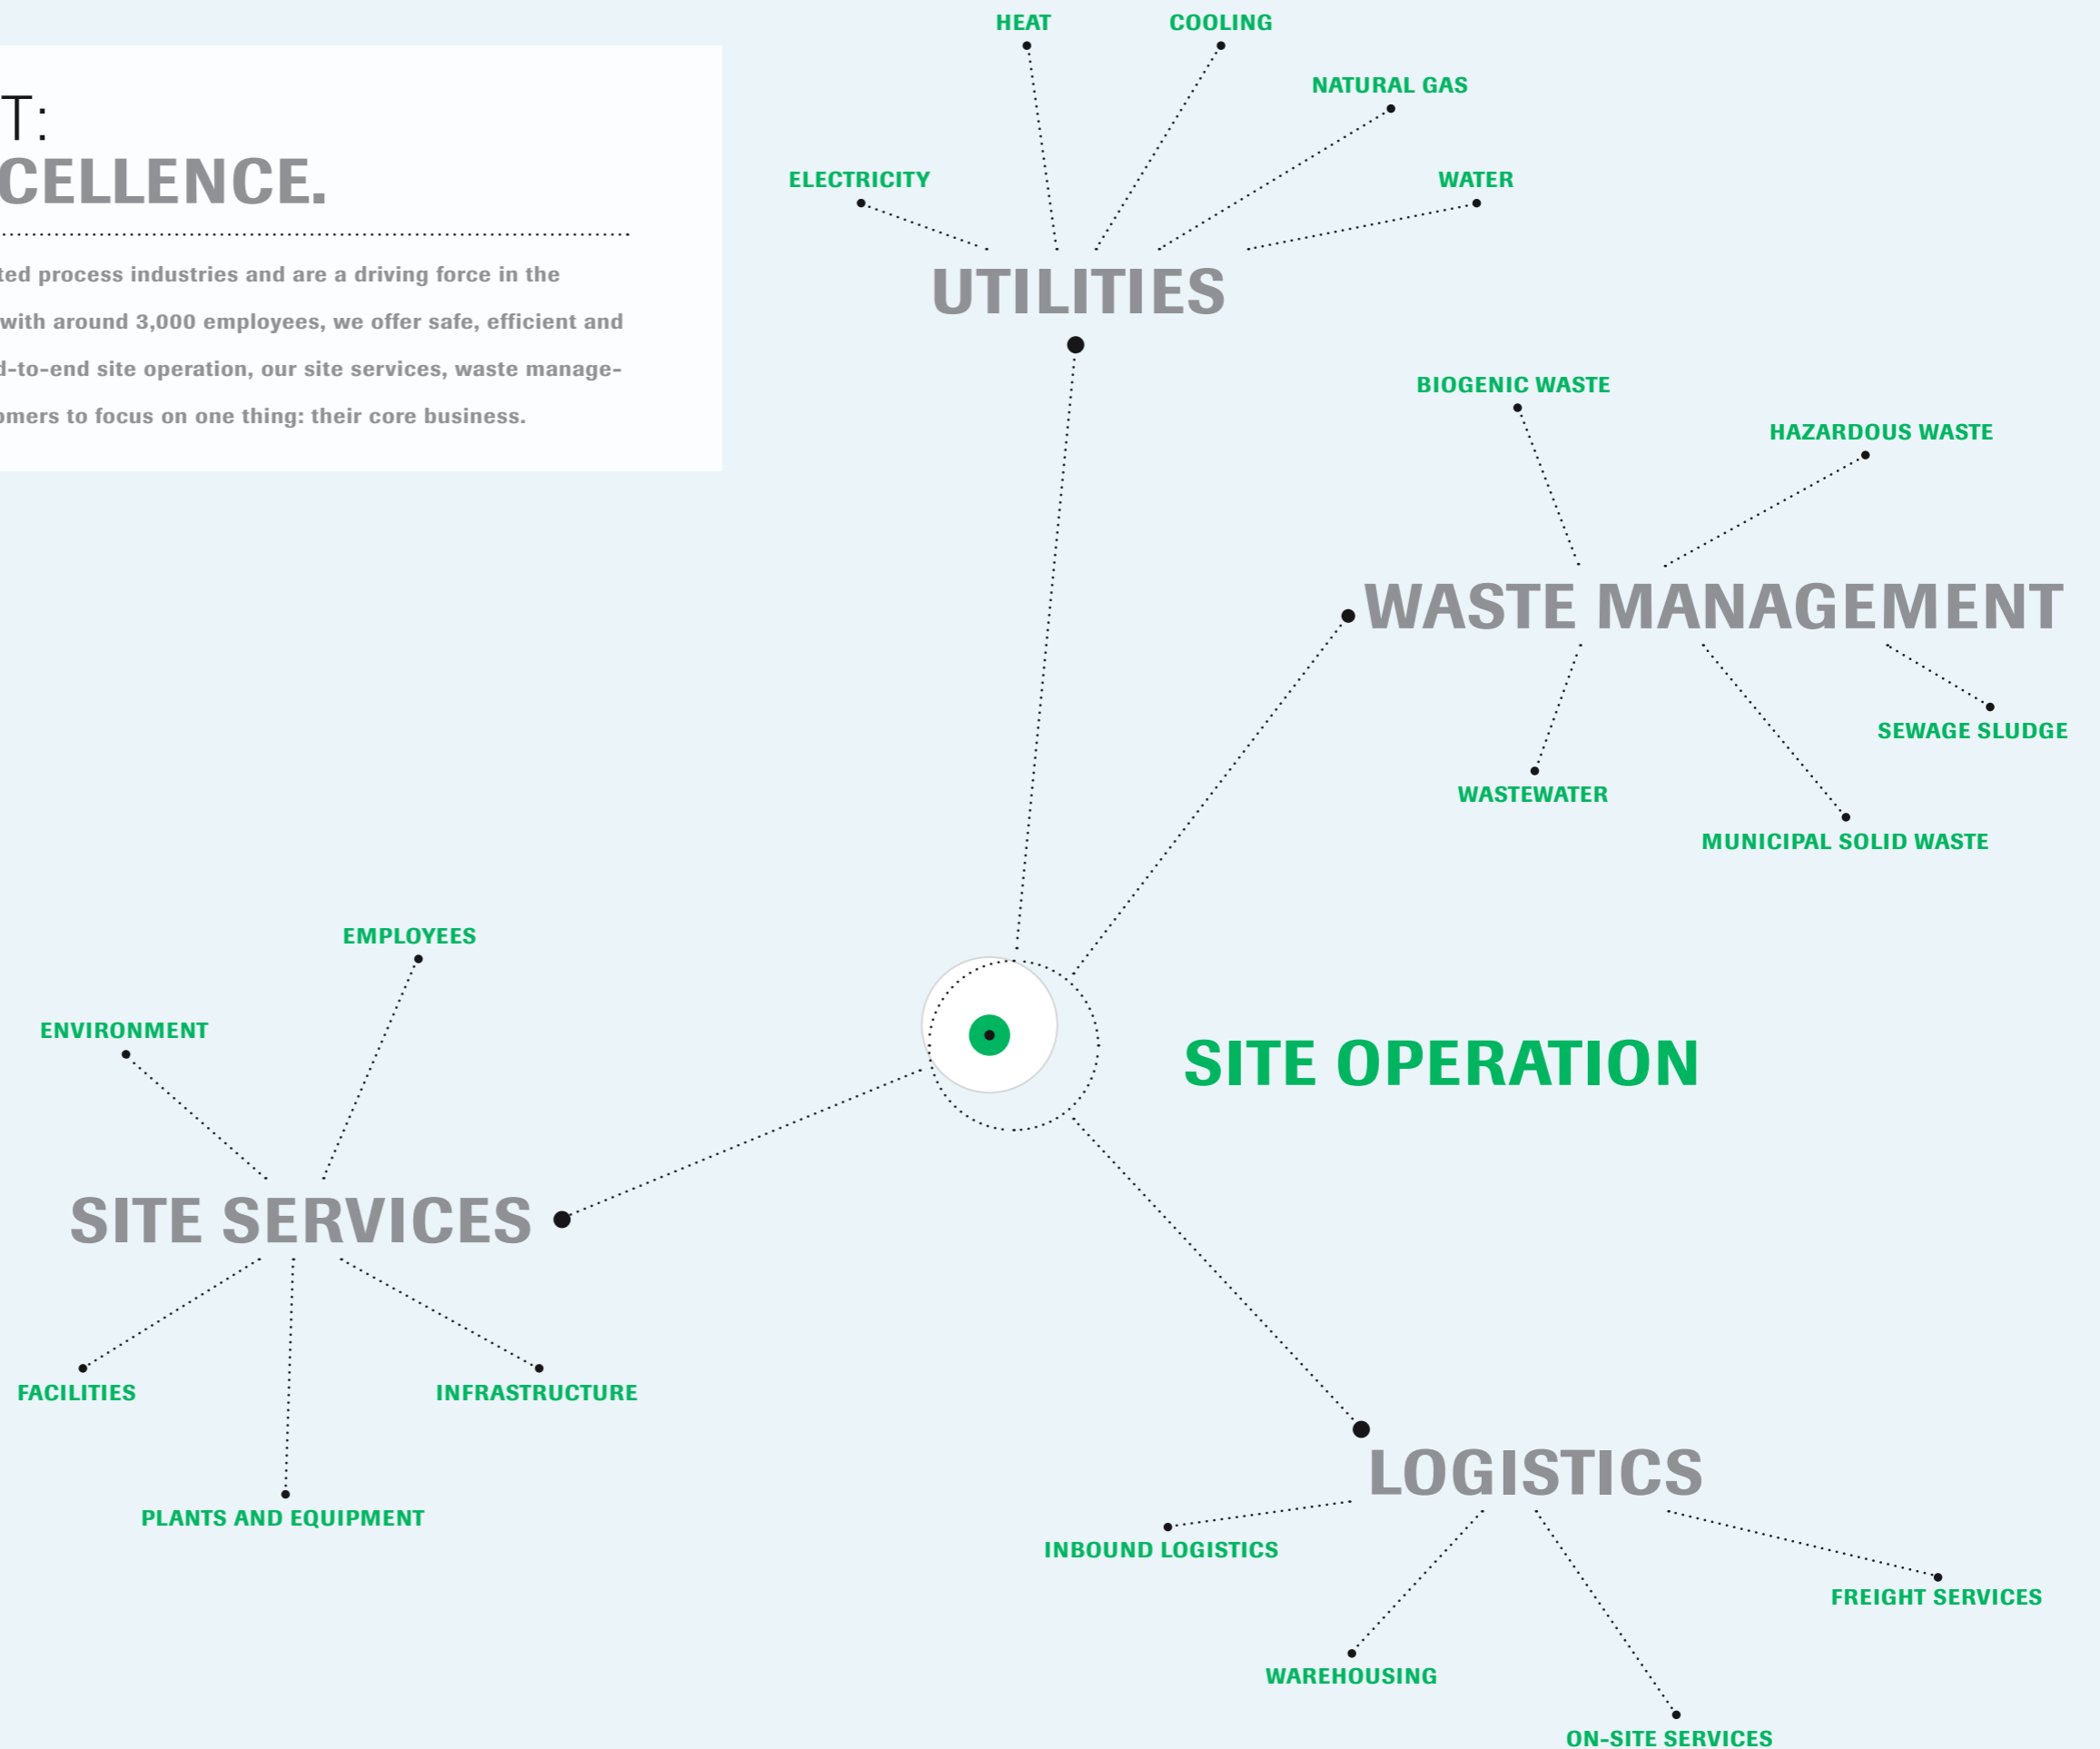 T:
CELLENCE.
ted process industries and are a driving force in the
with around 3,000 employees, we offer safe, efficient and
d-to-end site operation, our site services, waste manage-
omers to focus on one thing: their core business.
HEAT
COOLING
NATURAL GAS
ELECTRICITY
WATER
UTILITIES
BIOGENIC WASTE
HAZARDOUS WASTE
WASTE MANAGEMENT
SEWAGE SLUDGE
WASTEWATER
MUNICIPAL SOLID WASTE
EMPLOYEES
ENVIRONMENT
SITE OPERATION
SITE SERVICES
FACILITIES
INFRASTRUCTURE
PLANTS AND EQUIPMENT
LOGISTICS
INBOUND LOGISTICS
FREIGHT SERVICES
WAREHOUSING
ON-SITE SERVICES